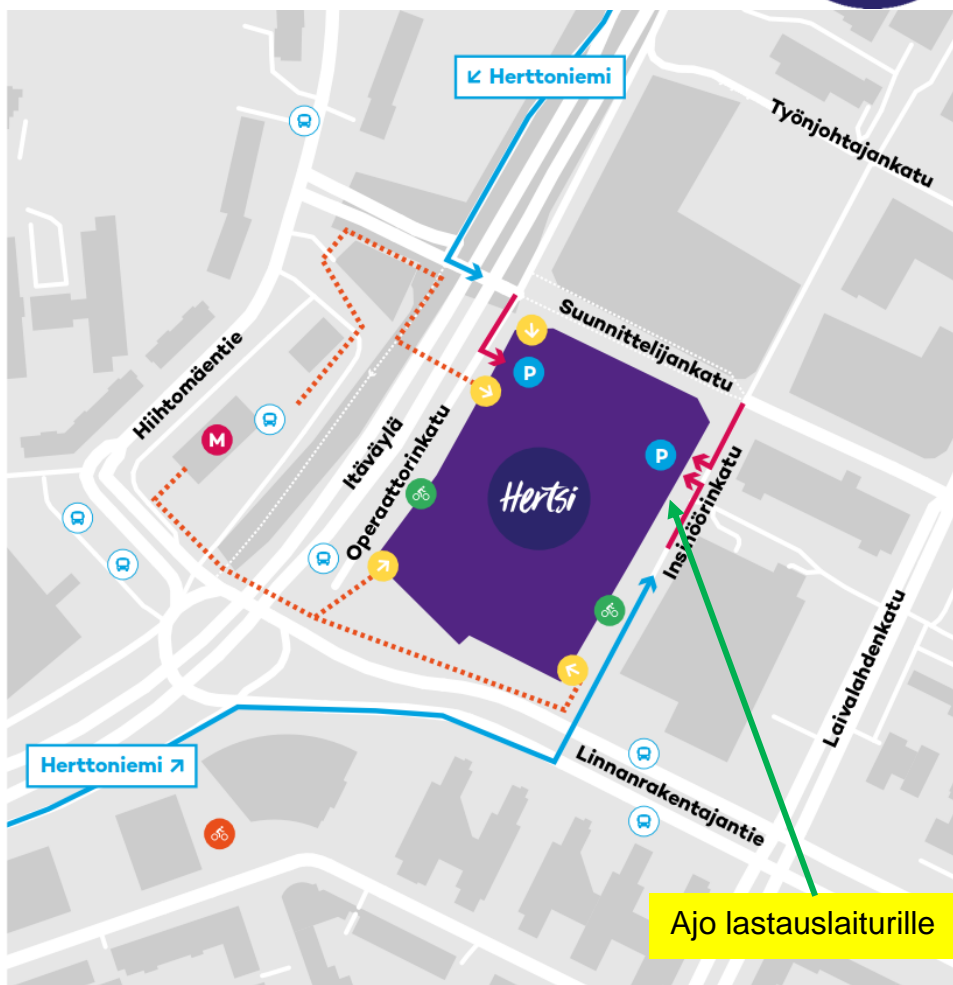 ↙ Herttoniemi
Työnjohtajankatu
Suunnittelijankatu
Hiihtomäentie
P
M
Itäväylä
Operaattorinkatu
P
Hertsi
Insinöörinkatu
Laivalahdenkatu
Herttoniemi ↗
Linnanrakentajantie
Ajo lastauslaiturille